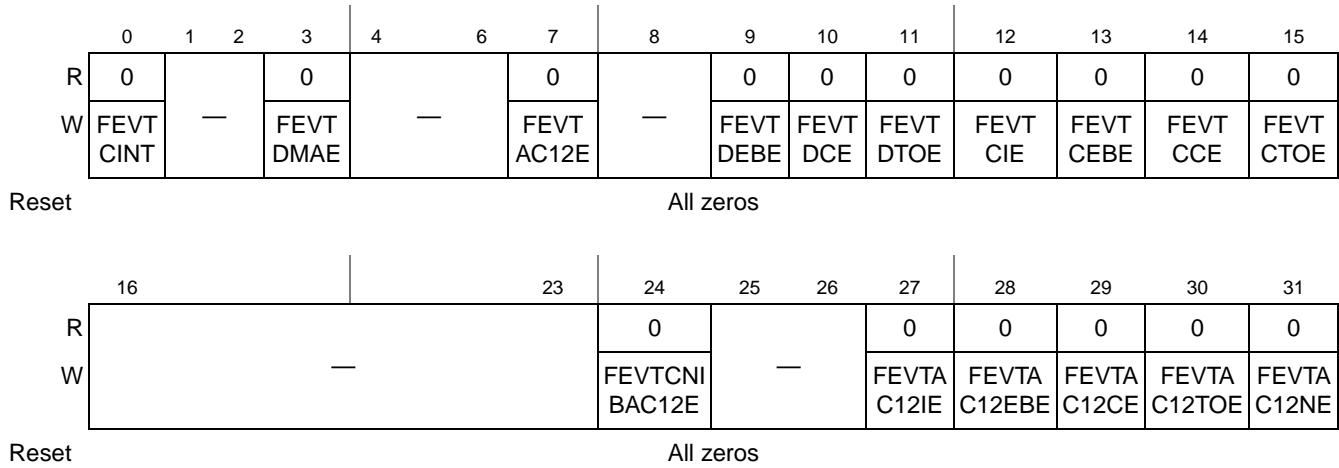 0 1 2 3 4 6 7 8 9 10 11 12 13 14 15
R 0 0 0 0 0 0 0 0 0 0
W FEVT — FEVT — FEVT — FEVT FEVT FEVT FEVT FEVT FEVT FEVT
CINT DMAE AC12E DEBE DCE DTOE CIE CEBE CCE CTOE
Reset All zeros
16 23 24 25 26 27 28 29 30 31
R 0 0 0 0 0 0
W — FEVTCNI — FEVTA FEVTA FEVTA FEVTA FEVTA
BAC12E C12IE C12EBE C12CE C12TOE C12NE
Reset All zeros